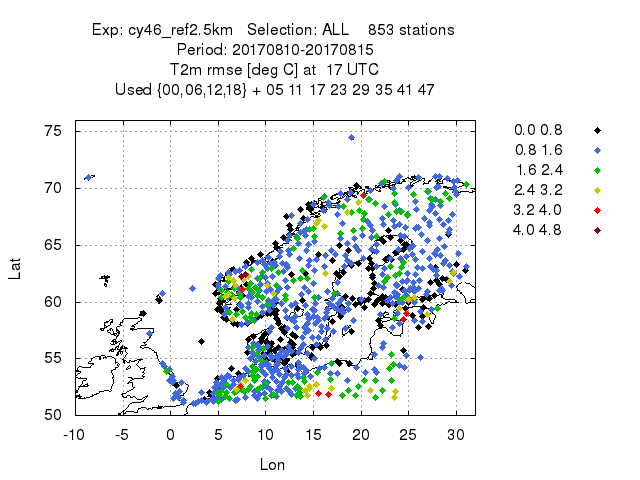 Exp: cy46_ref2.5km   Selection: ALL    853 stations
Period: 20170810-20170815
T2m rmse [deg C] at  17 UTC
Used {00,06,12,18} + 05 11 17 23 29 35 41 47
75
70
65
60
55
50
Lat
-10 -5 0 5 10 15 20 25 30
Lon
0.0 0.8
0.8 1.6
1.6 2.4
2.4 3.2
3.2 4.0
4.0 4.8